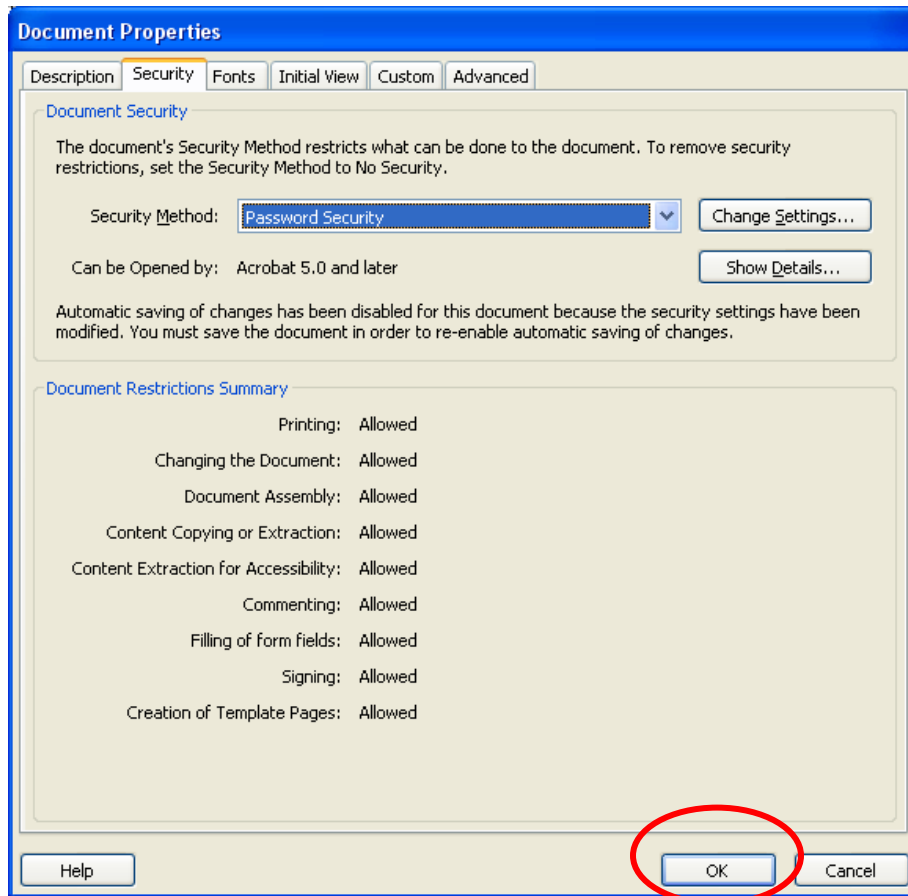 Document Properties
Description Security Fonts Initial View Custom Advanced
Document Security
The document's Security Method restricts what can be done to the document. To remove security
restrictions, set the Security Method to No Security.
Security Method: Password Security Change Settings...
Can be Opened by: Acrobat 5.0 and later Show Details...
Automatic saving of changes has been disabled for this document because the security settings have been
modified. You must save the document in order to re-enable automatic saving of changes.
Document Restrictions Summary
Printing: Allowed
Changing the Document: Allowed
Document Assembly: Allowed
Content Copying or Extraction: Allowed
Content Extraction for Accessibility: Allowed
Commenting: Allowed
Filling of form fields: Allowed
Signing: Allowed
Creation of Template Pages: Allowed
Help OK Cancel